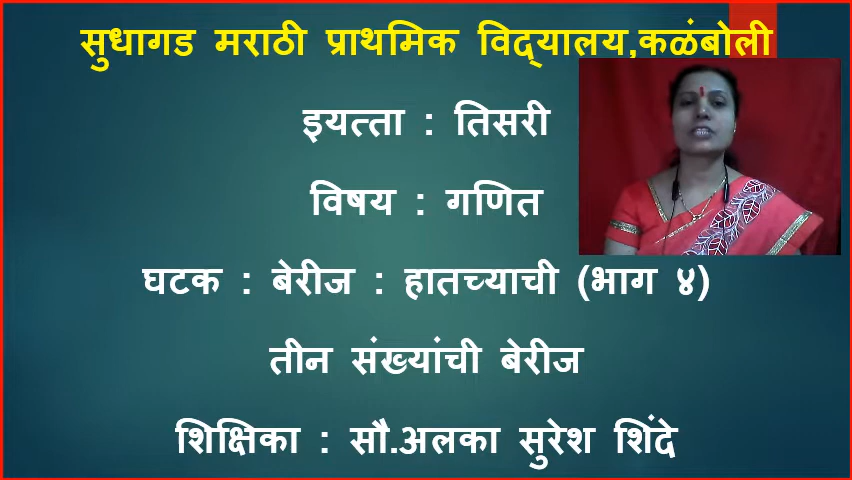 सुधागड मराठी प्राथमिक विद्‌यालय,कळंबोली
इयत्ता : तिसरी
विषय : गणित
घटक : बेरीज : हातच्याची (भाग ४)
तीन संख्यांची बेरीज
शिक्षिका : सौ.अलका सुरेश शिंदे